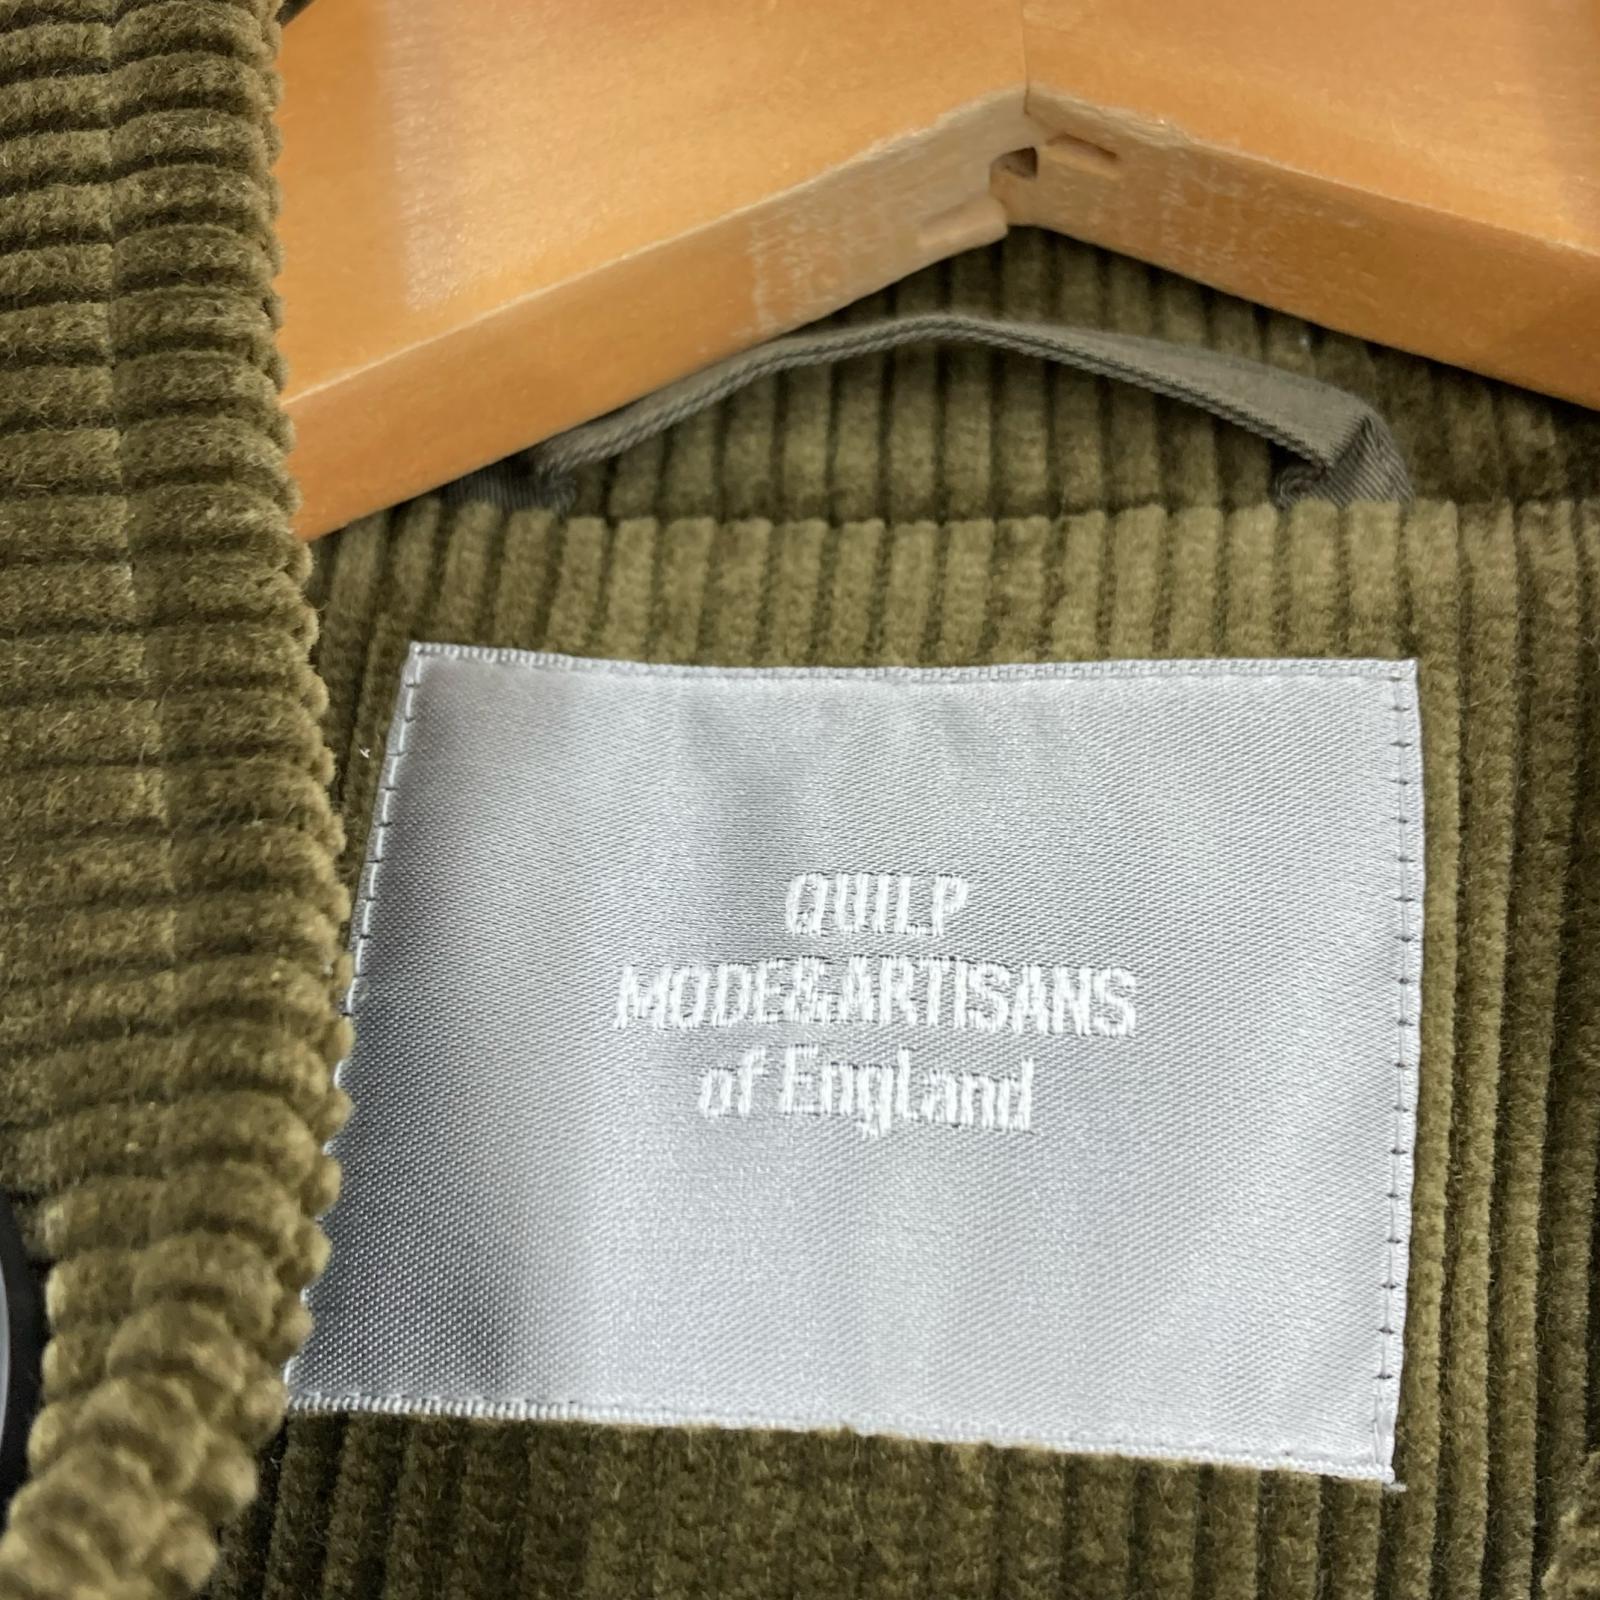 QUILP
MODE&ARTISANS
of England